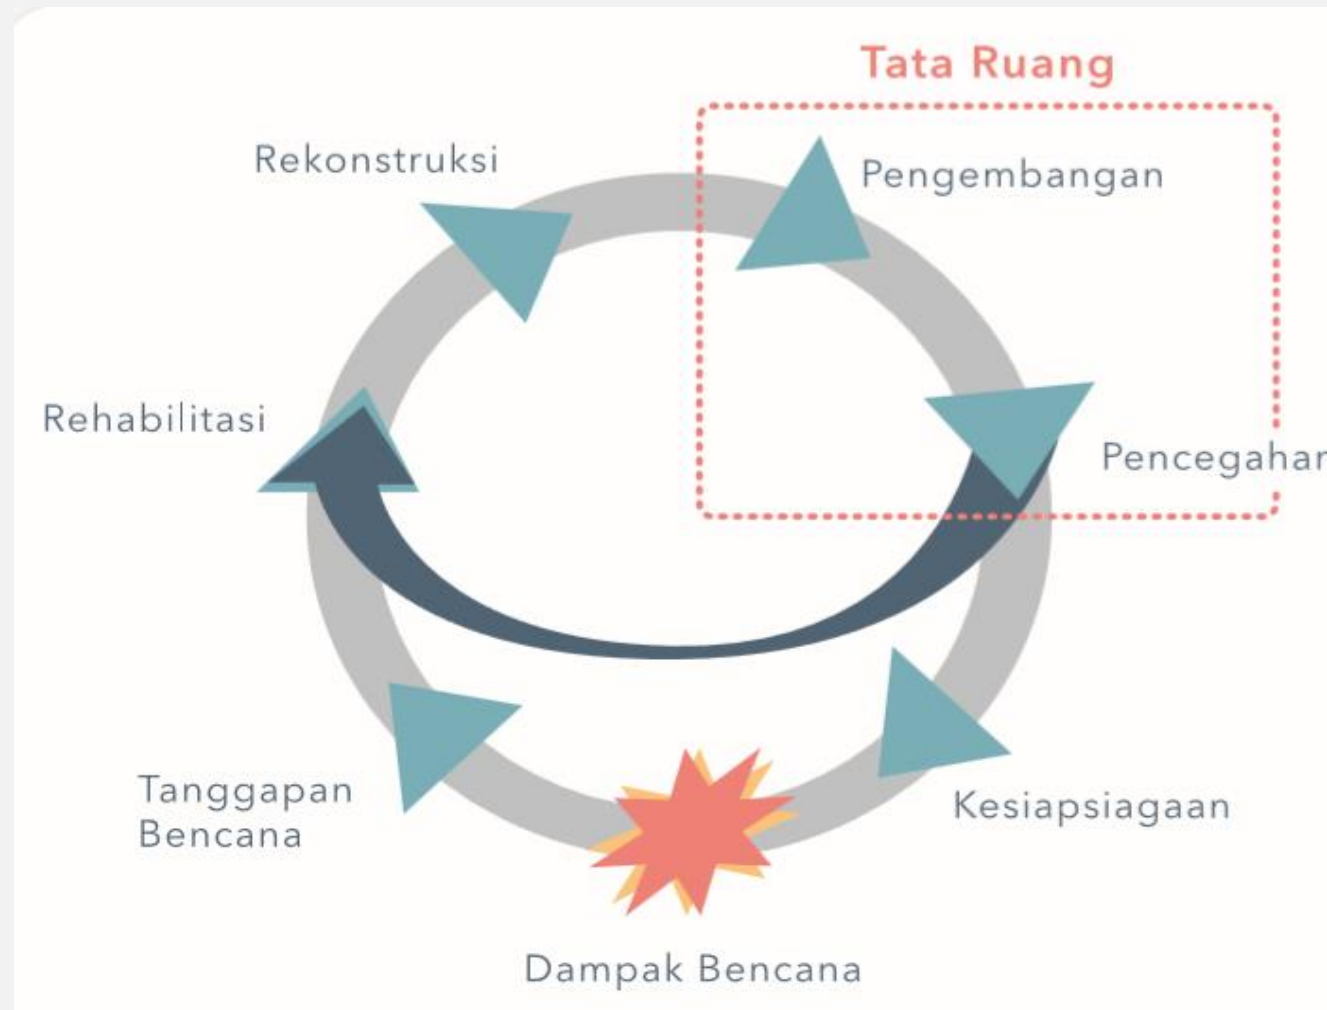 Tata Ruang
Rekonstruksi
Pengembangan
Rehabilitasi
Pencegahan
Tanggapan
Bencana
Kesiapsiagaan
Dampak Bencana